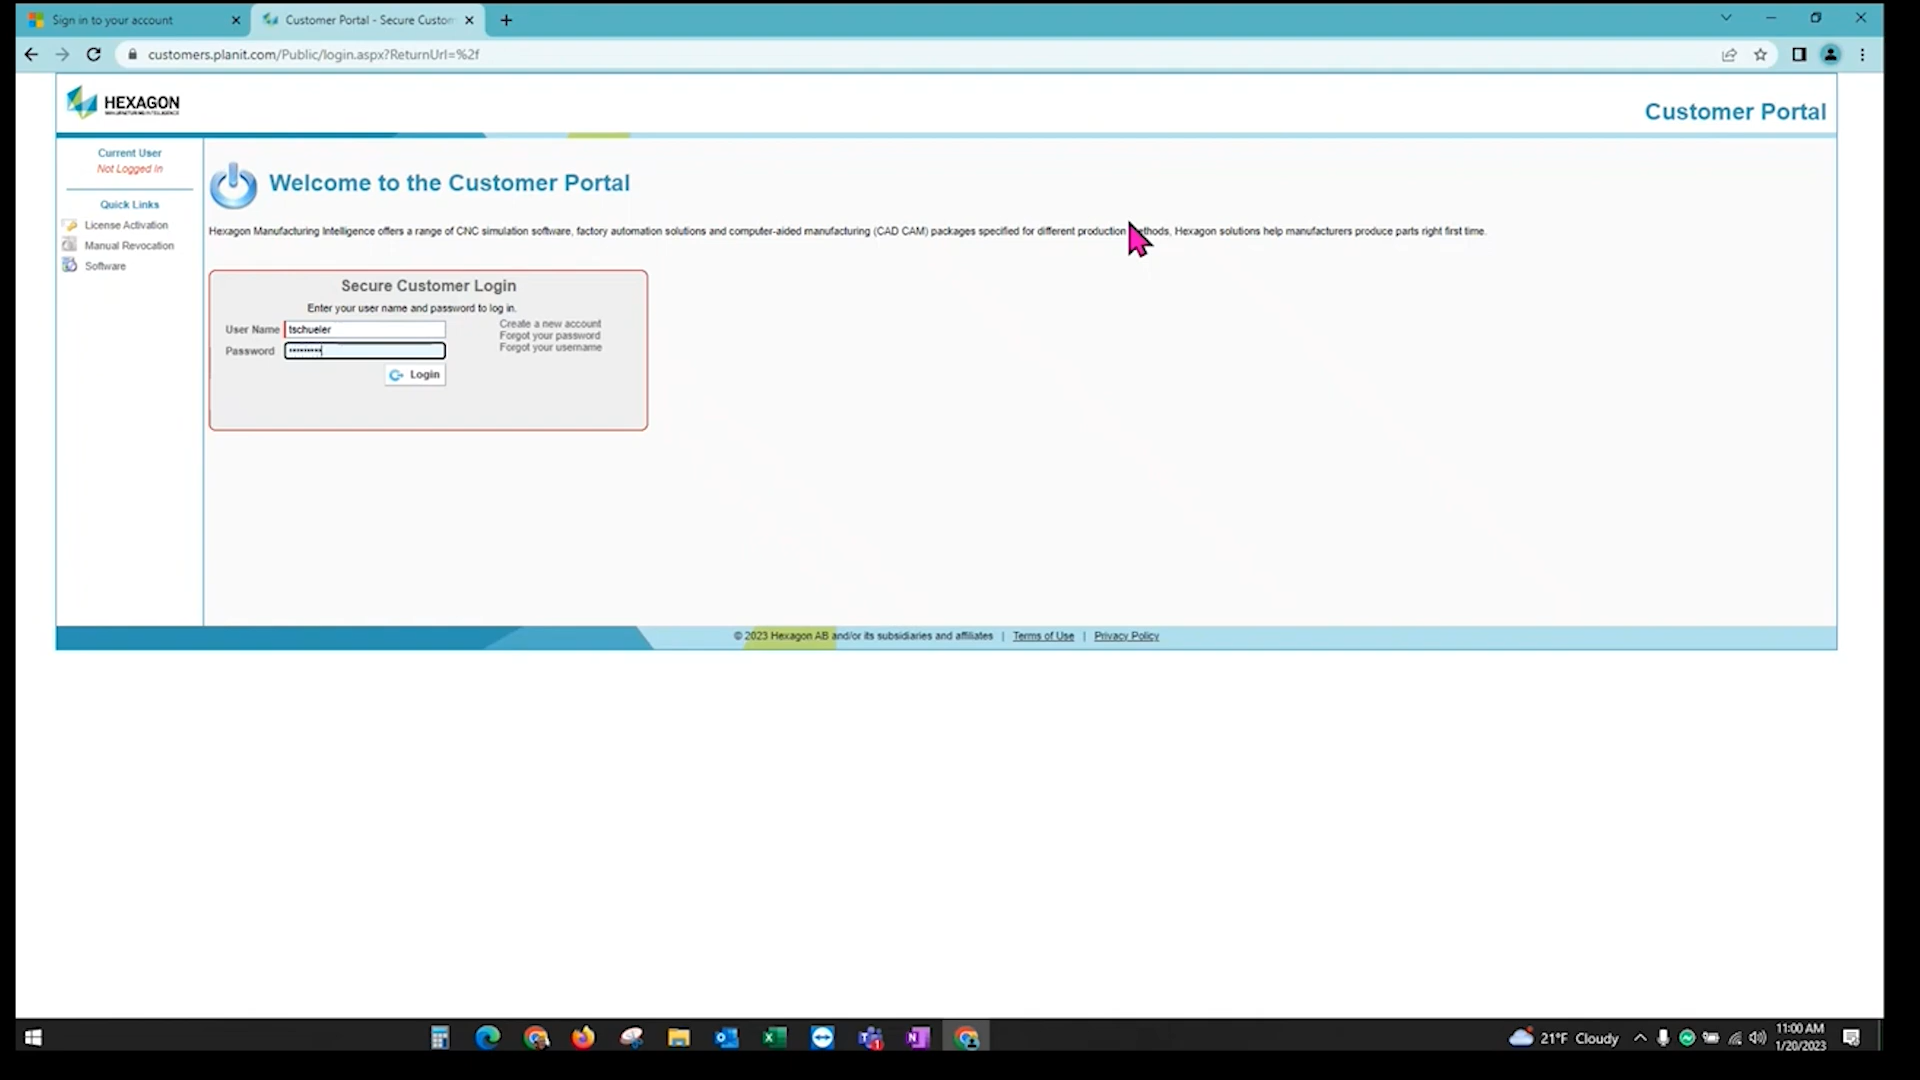 Sign in to your account
Customer Portal - Secure Custom
customers.planit.com/Public/login.aspx?ReturnUrl=%2f
HEXAGON
MANUFACTURING INTELLIGENCE
Customer Portal
Current User
Not Logged In
Quick Links
License Activation
Manual Revocation
Software
Welcome to the Customer Portal
Hexagon Manufacturing Intelligence offers a range of CNC simulation software, factory automation solutions and computer-aided manufacturing (CAD CAM) packages specified for different production methods, Hexagon solutions help manufacturers produce parts right first time.
Secure Customer Login
Enter your user name and password to log in.
User Name tschueler
Password
Login
Create a new account
Forgot your password
Forgot your username
© 2023 Hexagon AB and/or its subsidiaries and affiliates | Terms of Use | Privacy Policy
21°F Cloudy
11:00 AM
1/20/2023